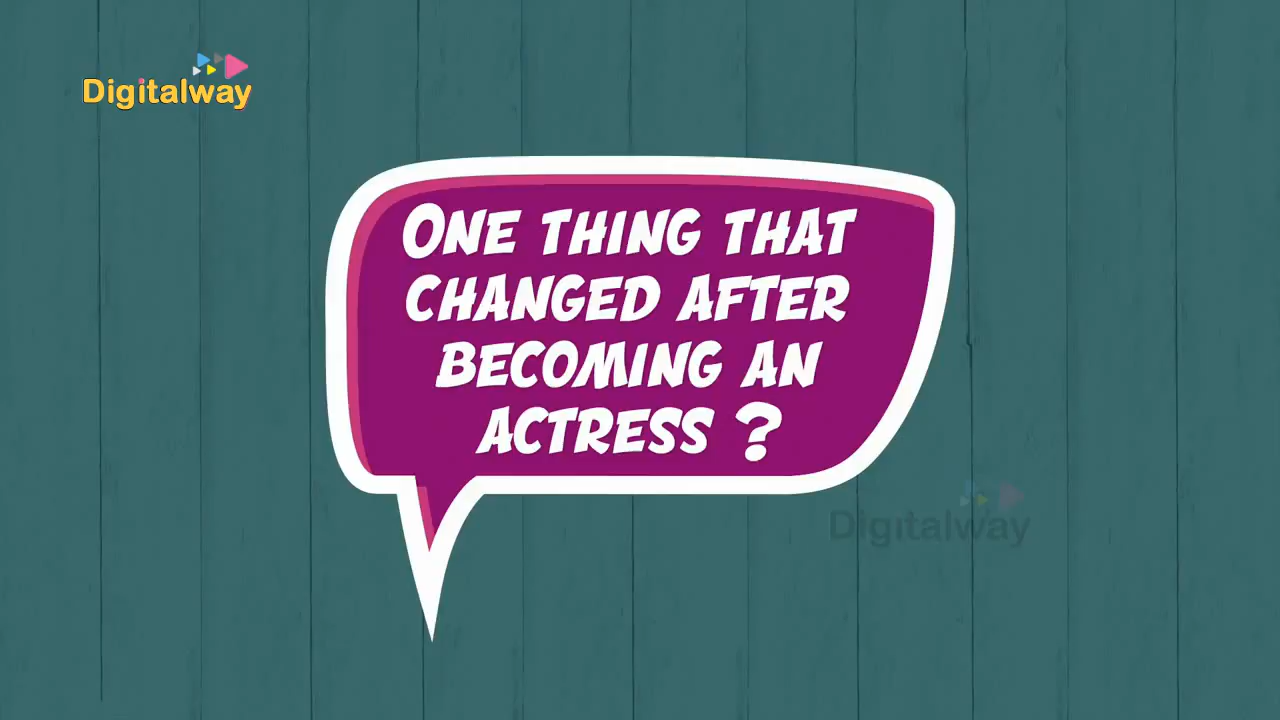 Digitalway
ONE THING THAT
CHANGED AFTER
BECOMING AN
ACTRESS ?
Digitalway